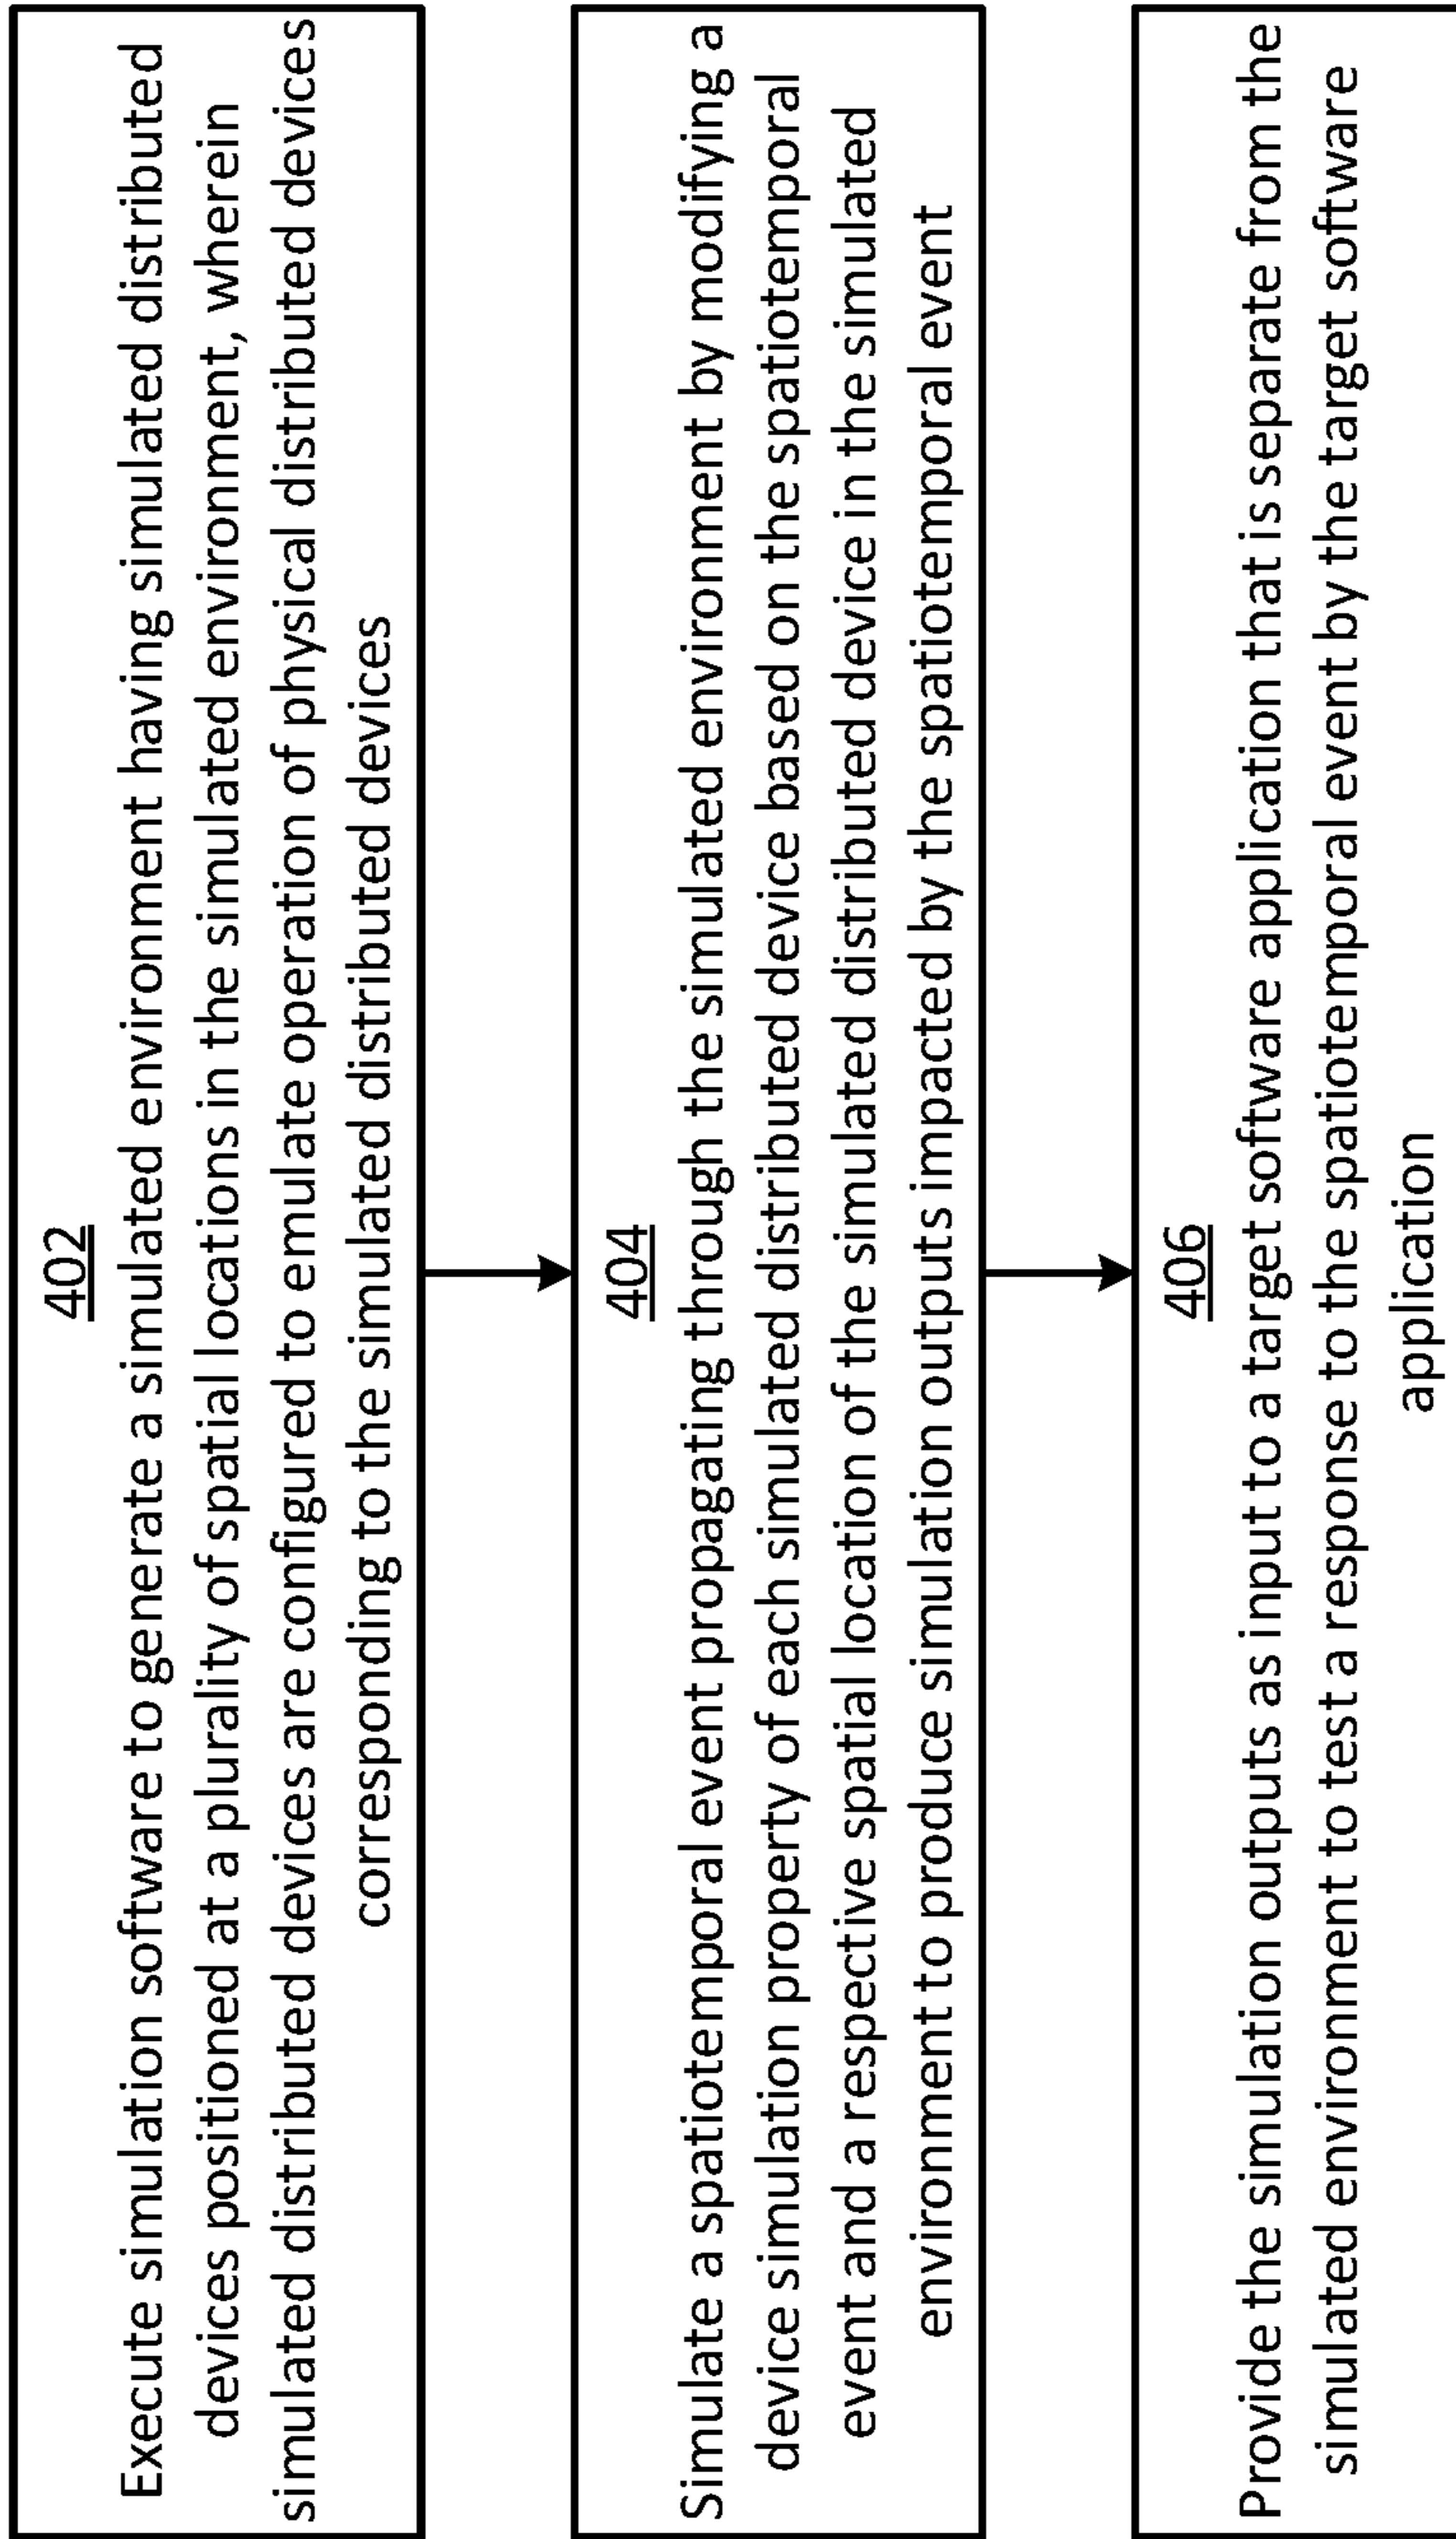 402
Execute simulation software to generate a simulated environment having simulated distributed
devices positioned at a plurality of spatial locations in the simulated environment, wherein
simulated distributed devices are configured to emulate operation of physical distributed devices
corresponding to the simulated distributed devices
404
Simulate a spatiotemporal event propagating through the simulated environment by modifying a
device simulation property of each simulated distributed device based on the spatiotemporal
event and a respective spatial location of the simulated distributed device in the simulated
environment to produce simulation outputs impacted by the spatiotemporal event
406
Provide the simulation outputs as input to a target software application that is separate from the
simulated environment to test a response to the spatiotemporal event by the target software
application